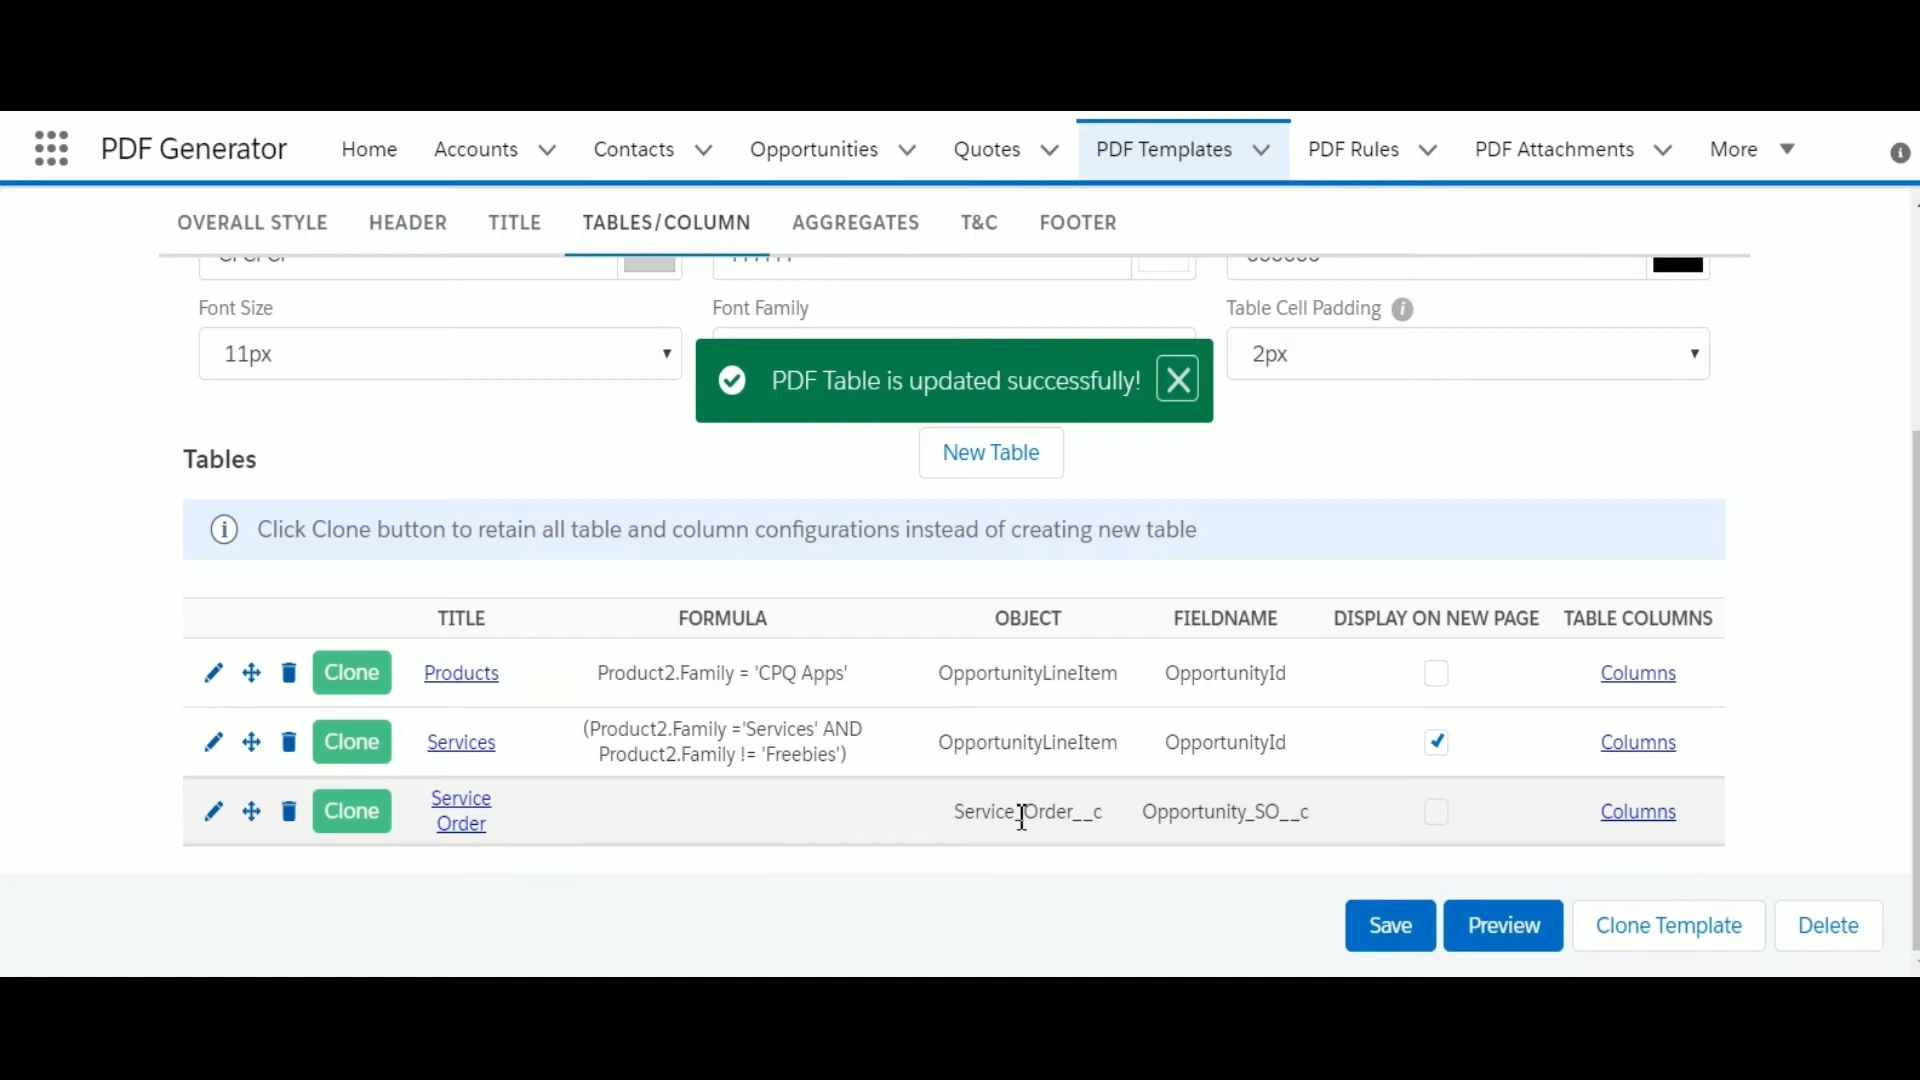 PDF Generator
Home
Accounts
Contacts
Opportunities
Quotes
PDF Templates
PDF Rules
PDF Attachments
More
OVERALL STYLE
HEADER
TITLE
TABLES/COLUMN
AGGREGATES
T&C
FOOTER
Font Size
Font Family
Table Cell Padding
11px
2px
PDF Table is updated successfully!
Tables
New Table
Click Clone button to retain all table and column configurations instead of creating new table
TITLE
FORMULA
OBJECT
FIELDNAME
DISPLAY ON NEW PAGE
TABLE COLUMNS
Clone
Products
Product2.Family = 'CPQ Apps'
OpportunityLineItem
OpportunityId
Columns
Clone
Services
(Product2.Family ='Services' AND
Product2.Family != 'Freebies')
OpportunityLineItem
OpportunityId
Columns
Clone
Service
Order
Service_Order__c
Opportunity_SO__c
Columns
Save
Preview
Clone Template
Delete